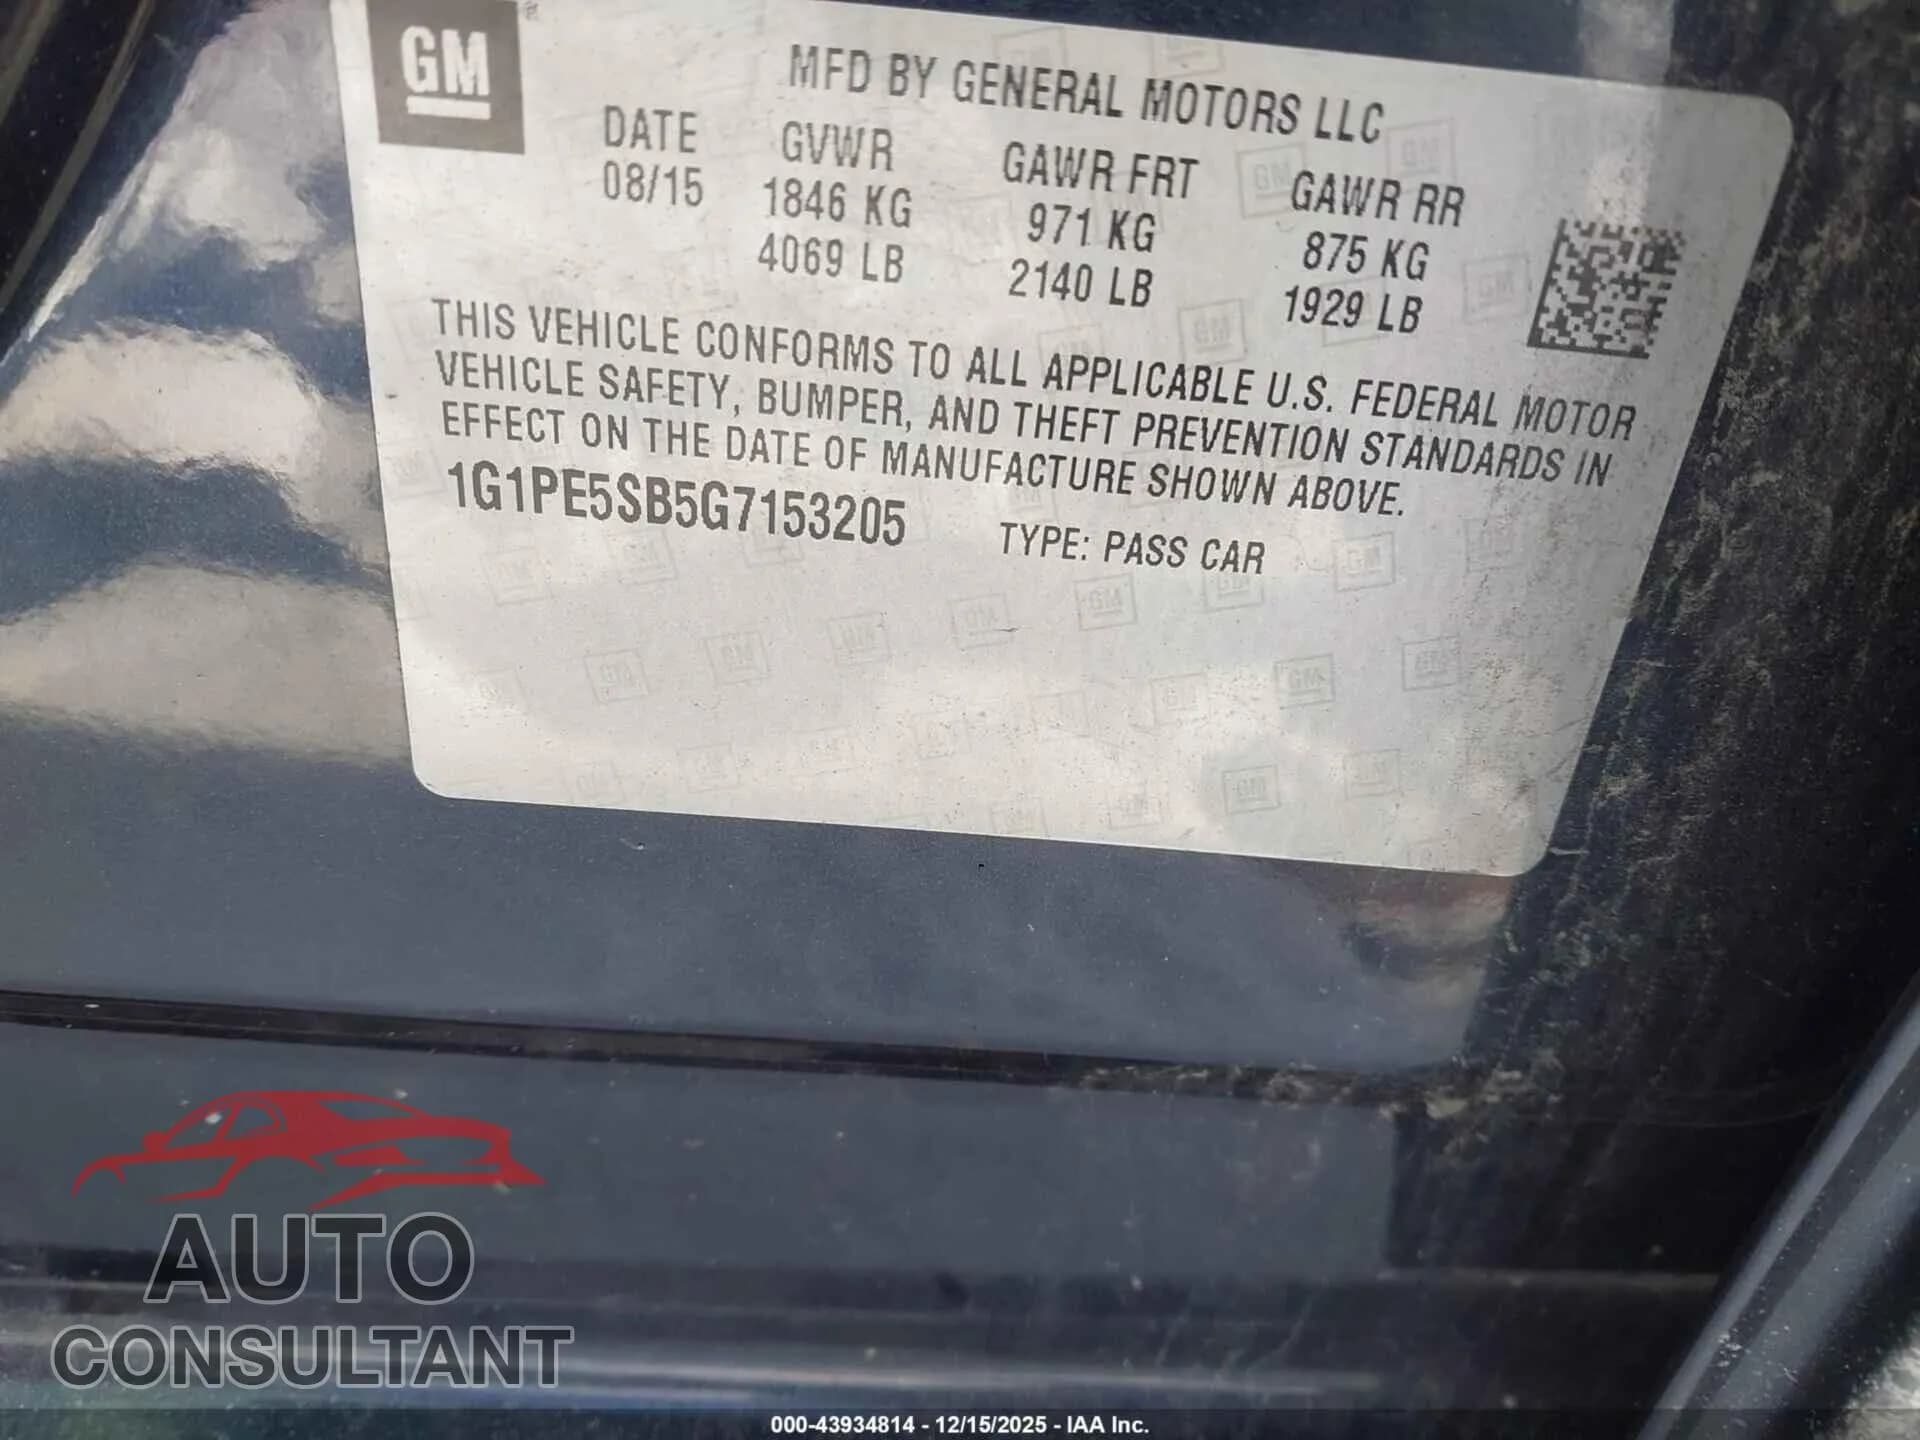 GM
MFD BY GENERAL MOTORS LLC
DATE GVWR GAWR FRT GAWR RR
08/15 1846 KG 971 KG 875 KG
4069 LB 2140 LB 1929 LB
THIS VEHICLE CONFORMS TO ALL APPLICABLE U.S. FEDERAL MOTOR
VEHICLE SAFETY, BUMPER, AND THEFT PREVENTION STANDARDS IN
EFFECT ON THE DATE OF MANUFACTURE SHOWN ABOVE.
1G1PE5SB5G7153205 TYPE: PASS CAR
AUTO
CONSULTANT
000-43934814 - 12/15/2025 - IAA Inc.